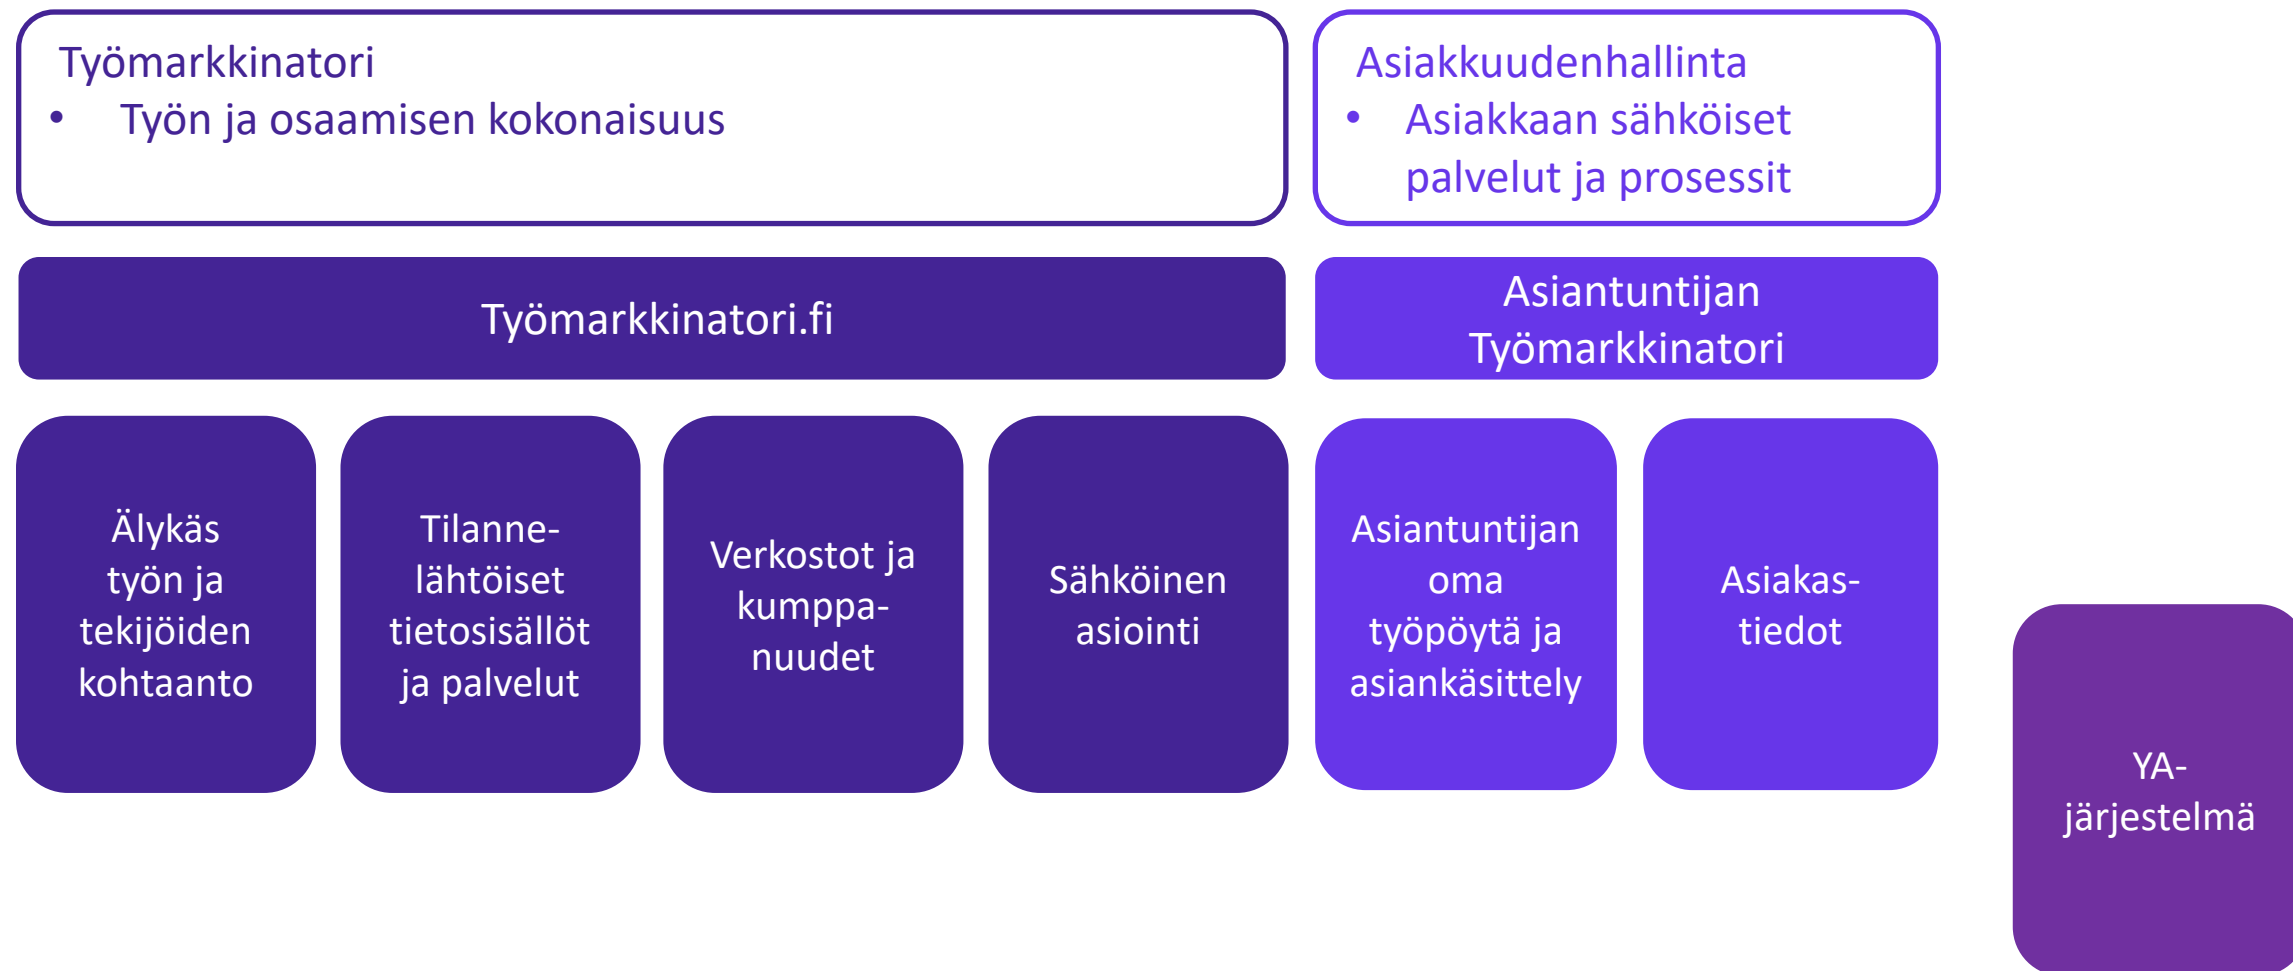 Työmarkkinatori
• Työn ja osaamisen kokonaisuus
Asiakkuudenhallinta
• Asiakkaan sähköiset
palvelut ja prosessit
Työmarkkinatori.fi
Asiantuntijan
Työmarkkinatori
Älykäs
työn ja
tekijöiden
kohtaanto
Tilanne-
lähtöiset
tietosisällöt
ja palvelut
Verkostot ja
kumppa-
nuudet
Sähköinen
asiointi
Asiantuntijan
oma
työpöytä ja
asiankäsittely
Asiakas-
tiedot
YA-
järjestelmä